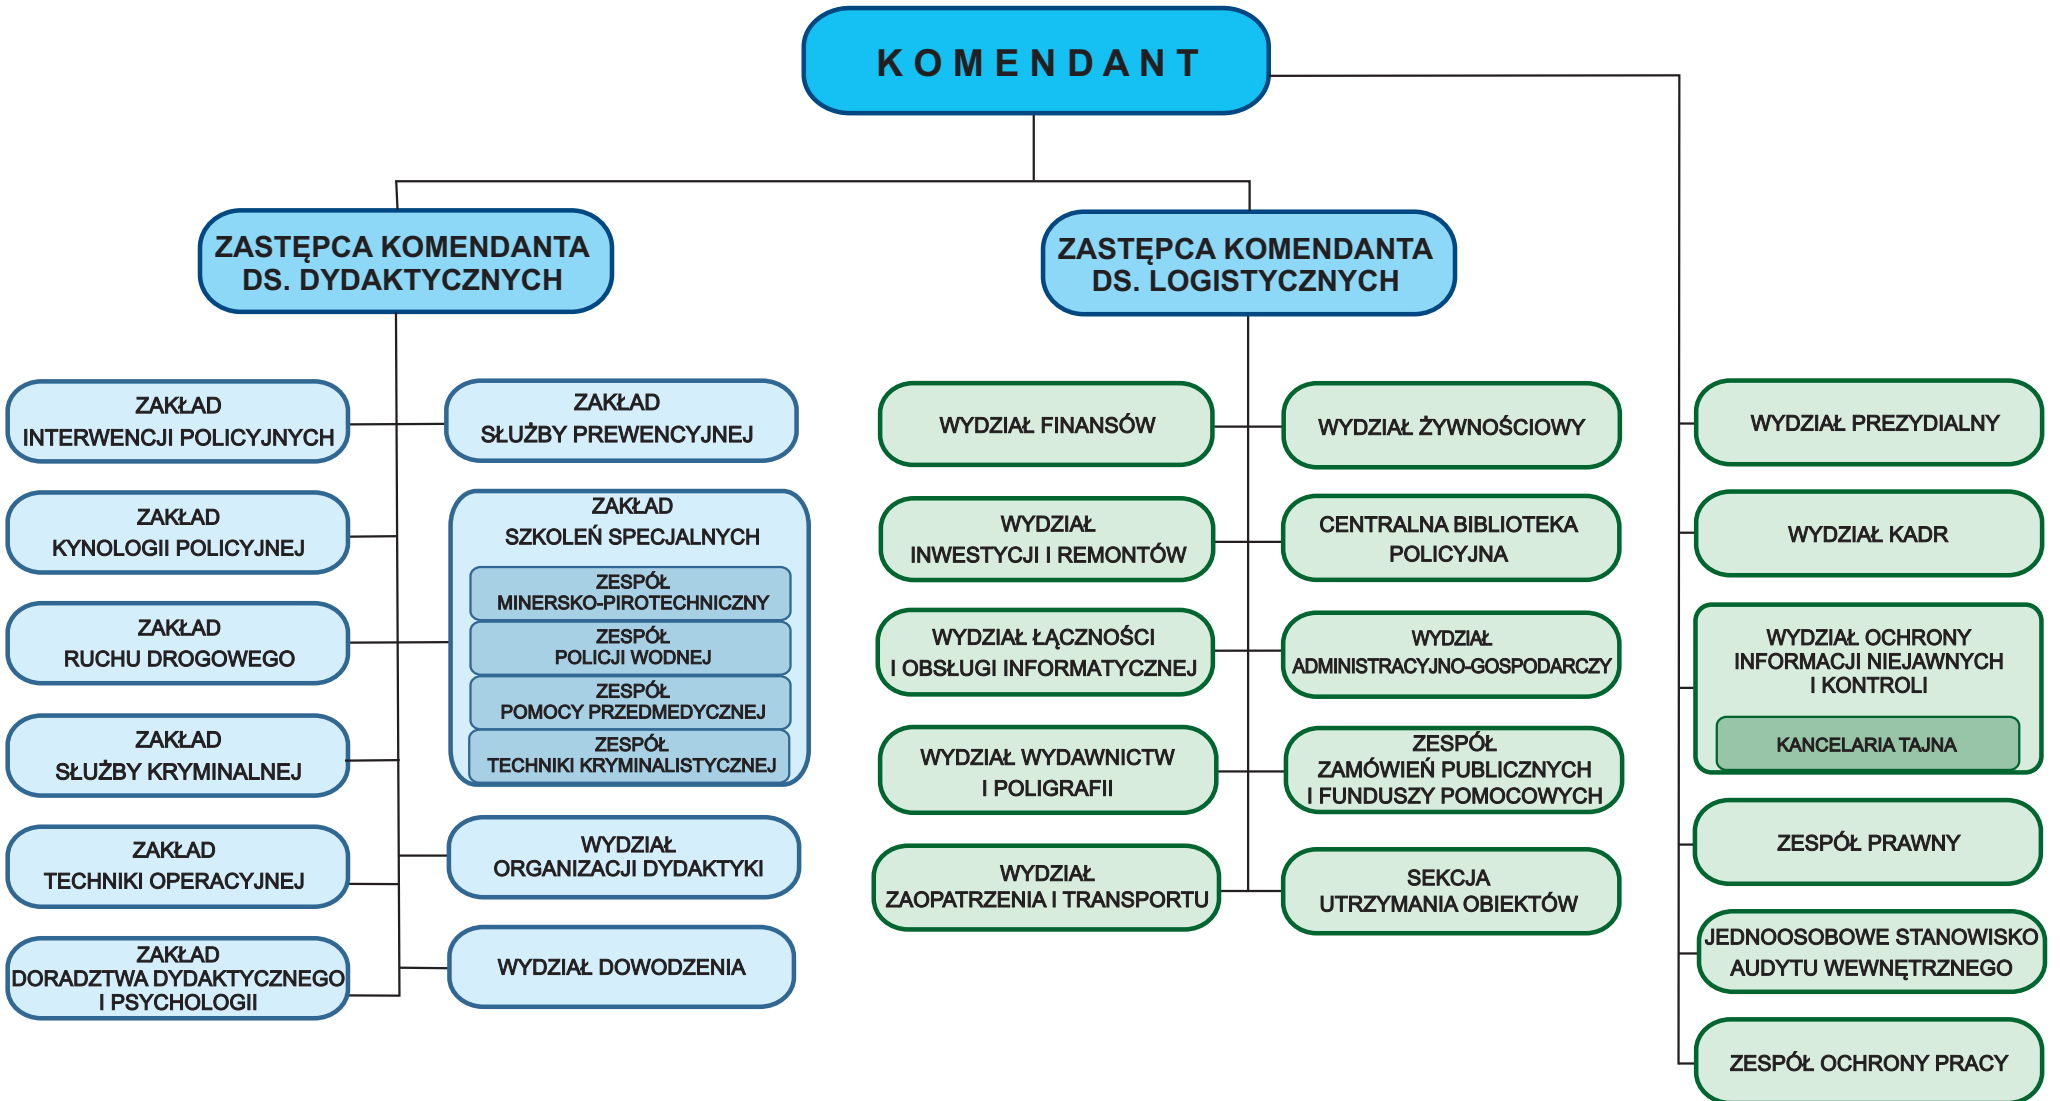 KOMENDANT
ZASTĘPCA KOMENDANTA
DS. DYDAKTYCZNYCH
ZASTĘPCA KOMENDANTA
DS. LOGISTYCZNYCH
ZAKŁAD
INTERWENCJI POLICYJNYCH
ZAKŁAD
KYNOLOGII POLICYJNEJ
ZAKŁAD
RUCHU DROGOWEGO
ZAKŁAD
SŁUŻBY KRYMINALNEJ
ZAKŁAD
TECHNIKI OPERACYJNEJ
ZAKŁAD
DORADZTWA DYDAKTYCZNEGO
I PSYCHOLOGII
ZAKŁAD
SŁUŻBY PREWENCYJNEJ
ZAKŁAD
SZKOLEŃ SPECJALNYCH
ZESPÓŁ
MINERSKO-PIROTECHNICZNY
ZESPÓŁ
POLICJI WODNEJ
ZESPÓŁ
POMOCY PRZEDMEDYCZNEJ
ZESPÓŁ
TECHNIKI KRYMINALISTYCZNEJ
WYDZIAŁ
ORGANIZACJI DYDAKTYKI
WYDZIAŁ DOWODZENIA
WYDZIAŁ FINANSÓW
WYDZIAŁ
INWESTYCJI I REMONTÓW
WYDZIAŁ ŁĄCZNOŚCI
I OBSŁUGI INFORMATYCZNEJ
WYDZIAŁ WYDAWNICTW
I POLIGRAFII
WYDZIAŁ
ZAOPATRZENIA I TRANSPORTU
WYDZIAŁ ŻYWNOŚCIOWY
CENTRALNA BIBLIOTEKA
POLICYJNA
WYDZIAŁ
ADMINISTRACYJNO-GOSPODARCZY
ZESPÓŁ
ZAMÓWIEŃ PUBLICZNYCH
I FUNDUSZY POMOCOWYCH
SEKCJA
UTRZYMANIA OBIEKTÓW
WYDZIAŁ PREZYDIALNY
WYDZIAŁ KADR
WYDZIAŁ OCHRONY
INFORMACJI NIEJAWNYCH
I KONTROLI
KANCELARIA TAJNA
ZESPÓŁ PRAWNY
JEDNOOSOBOWE STANOWISKO
AUDYTU WEWNĘTRZNEGO
ZESPÓŁ OCHRONY PRACY